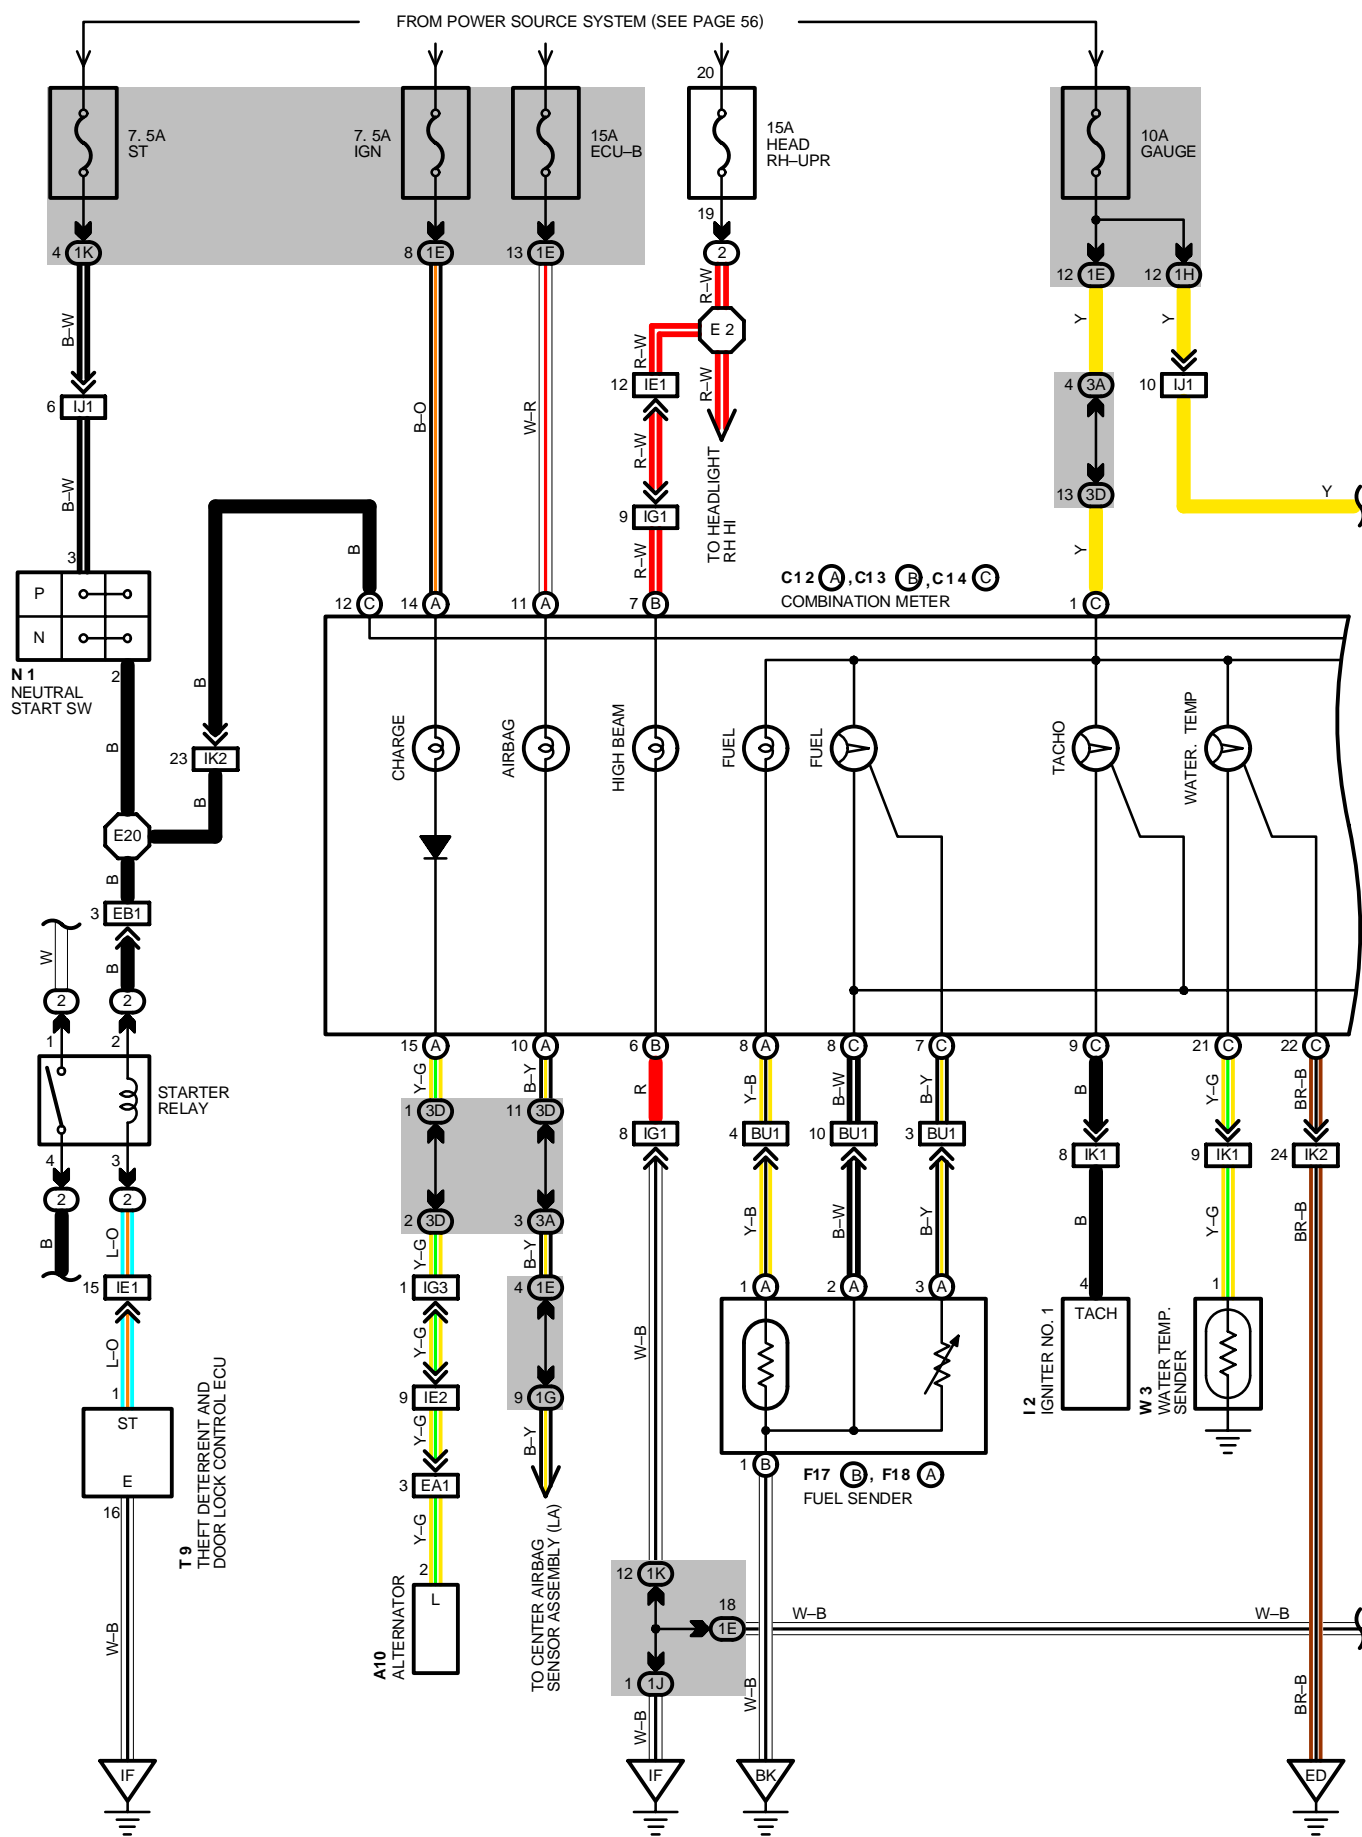 FROM POWER SOURCE SYSTEM (SEE PAGE 56)
20
7. 5A
ST
7. 5A
IGN
15A
ECU–B
15A
HEAD
RH–UPR
10A
GAUGE
19
4 1K
8 1E
13 1E
2
12 1E
12 1H
B–W
R–W
Y
Y
E 2
R–W
R–W
12 IE1
4 3A
10 IJ1
6 IJ1
B–O
W–R
R–W
TO HEADLIGHT
RH HI
B–W
9 IG1
13 3D
Y
B
R–W
Y
3
C12 A , C13 B , C14 C
COMBINATION METER
P
N
12 C
14 A
11 A
7 B
1 C
N 1
NEUTRAL
START SW
2
B
B
23 IK2
B
CHARGE
AIRBAG
HIGH BEAM
FUEL
FUEL
TACHO
WATER. TEMP
E20
B
3 EB1
W
B
2
2
1
2
STARTER
RELAY
4
3
2
2
15 A
10 A
6 B
8 A
8 C
7 C
9 C
21 C
22 C
Y–G
B–Y
R
Y–B
B–W
B–Y
B
Y–G
BR–B
1 3D
11 3D
8 IG1
4 BU1
10 BU1
3 BU1
8 IK1
9 IK1
24 IK2
2 3D
3 3A
B
L–O
Y–G
B–Y
Y–B
B–W
B–Y
B
Y–G
BR–B
15 IE1
1 IG3
4 1E
1 A
2 A
3 A
4
1
TACH
L–O
Y–G
W–B
1
9 IE2
9 1G
I 2
IGNITER NO. 1
W 3
WATER TEMP.
SENDER
ST
E
T 9
THEFT DETERRENT AND
DOOR LOCK CONTROL ECU
Y–G
B–Y
1 B
F17 B , F18 A
FUEL SENDER
3 EA1
16
Y–G
TO CENTER AIRBAG
SENSOR ASSEMBLY (LA)
2
L
A10
ALTERNATOR
12 1K
18
1E
W–B
W–B
W–B
1 1J
W–B
W–B
BR–B
IF
IF
BK
ED